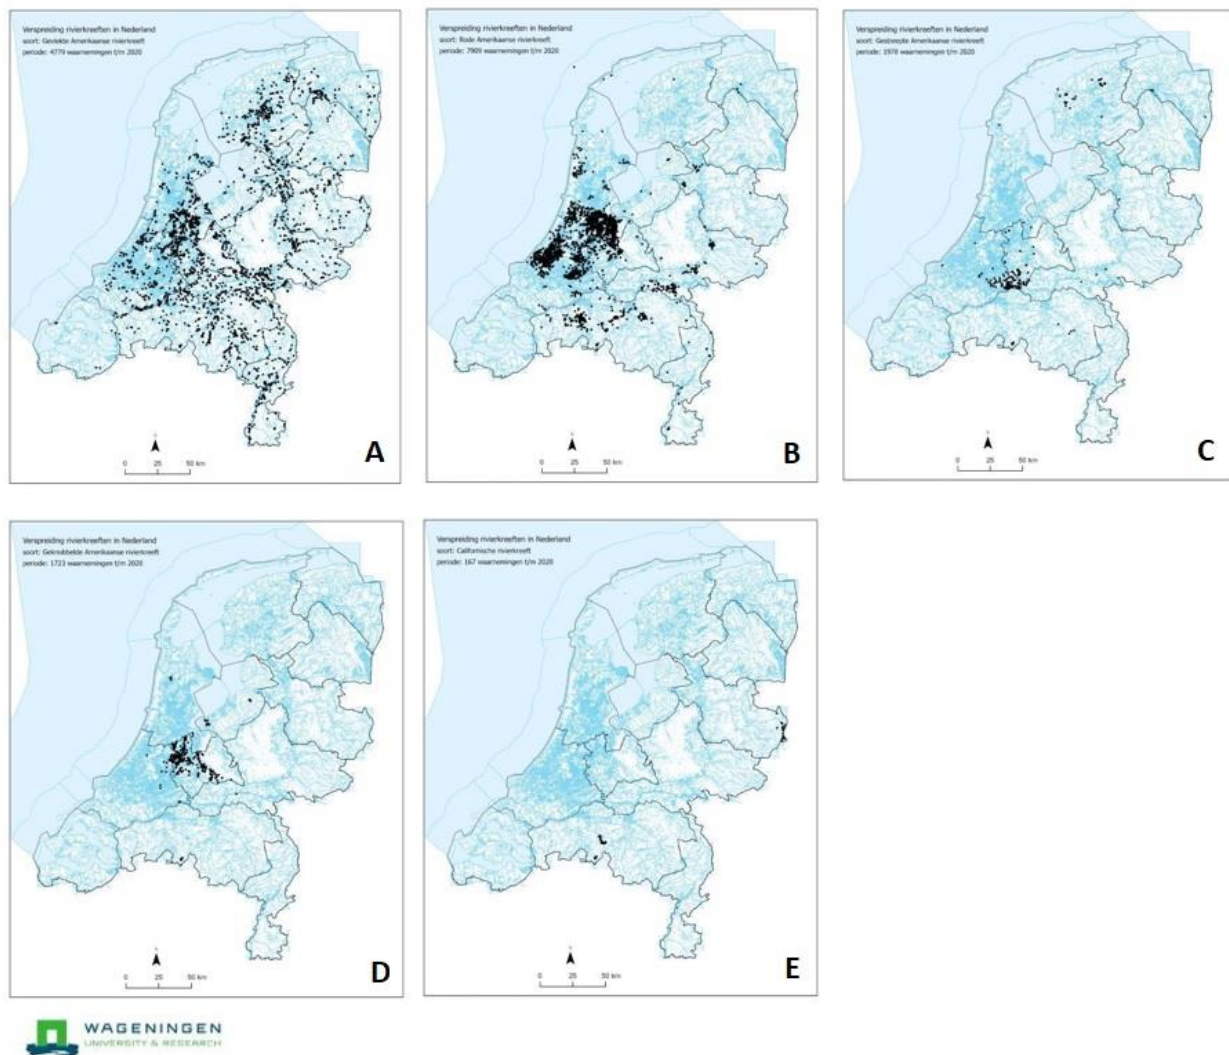 Verspreiding rivierkreeften in Nederland
soort: Gevlekte Amerikaanse rivierkreeft
periode: 4779 waarnemingen t/m 2020
N
0 25 50 km
A
Verspreiding rivierkreeften in Nederland
soort: Rode Amerikaanse rivierkreeft
periode: 7909 waarnemingen t/m 2020
N
0 25 50 km
B
Verspreiding rivierkreeften in Nederland
soort: Gestreepte Amerikaanse rivierkreeft
periode: 1978 waarnemingen t/m 2020
N
0 25 50 km
C
Verspreiding rivierkreeften in Nederland
soort: Geknobbelde Amerikaanse rivierkreeft
periode: 1723 waarnemingen t/m 2020
N
0 25 50 km
D
Verspreiding rivierkreeften in Nederland
soort: Californische rivierkreeft
periode: 167 waarnemingen t/m 2020
N
0 25 50 km
E
WAGENINGEN
UNIVERSITY & RESEARCH